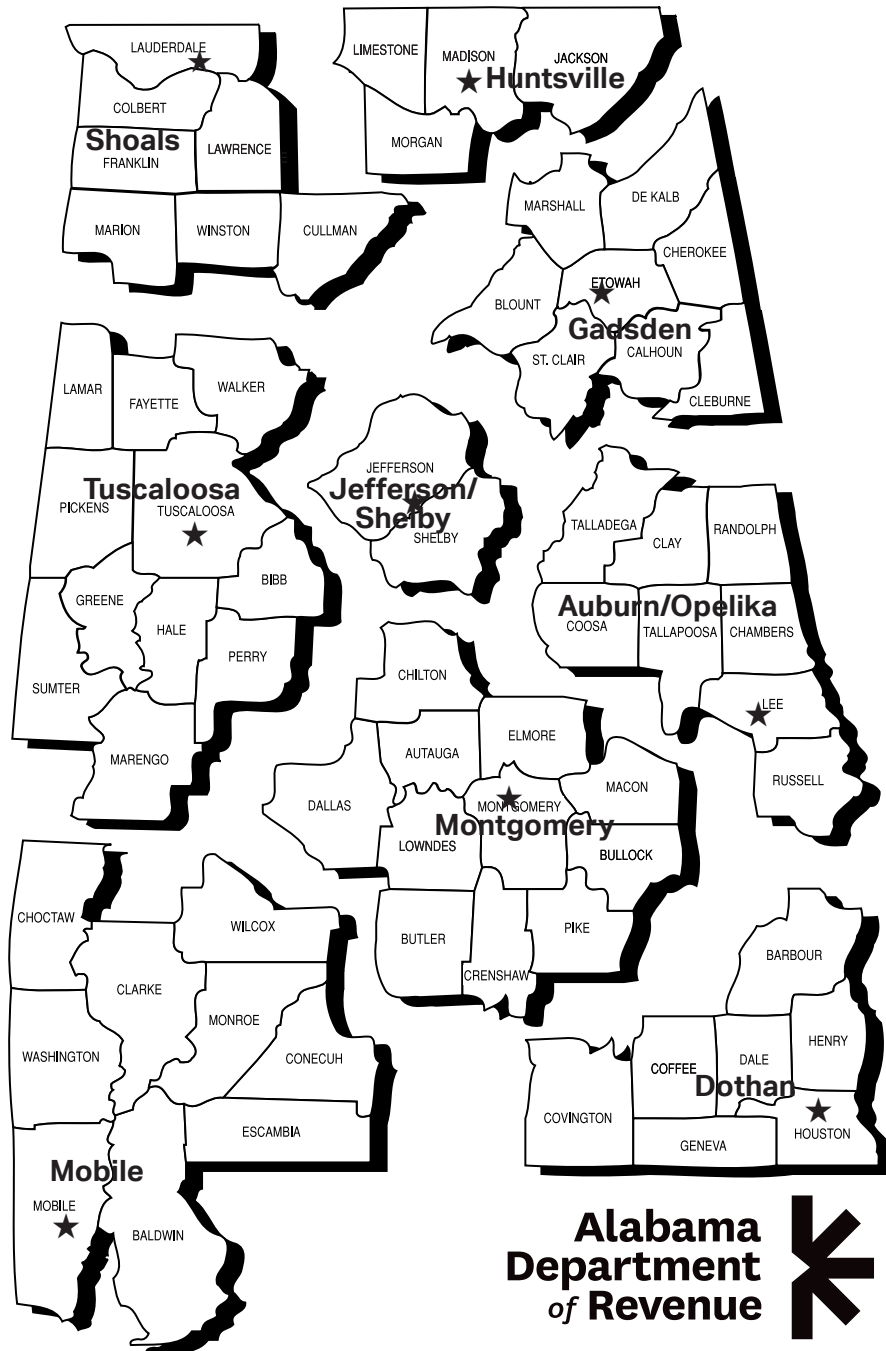 LAUDERDALE
COLBERT
Shoals
FRANKLIN
LAWRENCE
MARION
WINSTON
CULLMAN
LIMESTONE
MADISON
JACKSON
Huntsville
MORGAN
MARSHALL
DE KALB
CHEROKEE
ETOWAH
BLOUNT
Gadsden
ST. CLAIR
CALHOUN
CLEBURNE
LAMAR
FAYETTE
WALKER
Tuscaloosa
PICKENS
TUSCALOOSA
GREENE
HALE
BIBB
PERRY
SUMTER
MARENGO
JEFFERSON
Jefferson/
Shelby
SHELBY
TALLADEGA
CLAY
RANDOLPH
Auburn/Opelika
COOSA
TALLAPOOSA
CHAMBERS
LEE
RUSSELL
CHILTON
AUTAUGA
ELMORE
DALLAS
MONTGOMERY
MACON
Montgomery
LOWNDES
BULLOCK
BUTLER
CRENSHAW
PIKE
CHOCTAW
CLARKE
WILCOX
WASHINGTON
MONROE
CONECUH
ESCAMBIA
Mobile
MOBILE
BALDWIN
BARBOUR
COFFEE
DALE
HENRY
Dothan
COVINGTON
GENEVA
HOUSTON
Alabama
Department
of Revenue